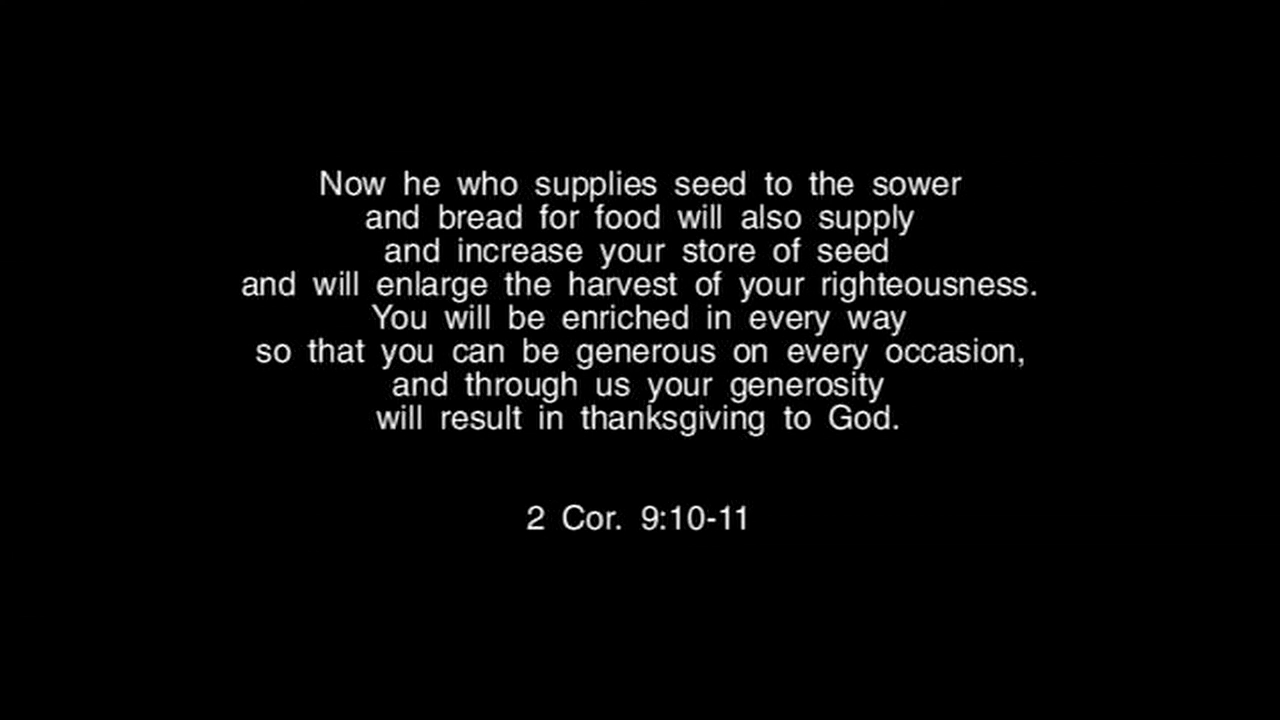 Now he who supplies seed to the sower
and bread for food will also supply
and increase your store of seed
and will enlarge the harvest of your righteousness.
You will be enriched in every way
so that you can be generous on every occasion,
and through us your generosity
will result in thanksgiving to God.
2 Cor. 9:10-11